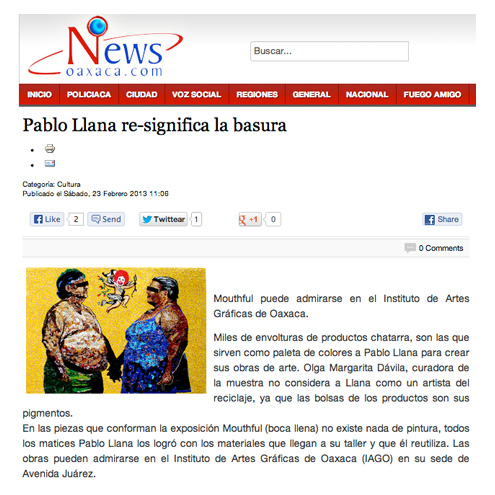 News
oaxaca.com
Buscar...
INICIO POLICIACA CIUDAD VOZ SOCIAL REGIONES GENERAL NACIONAL FUEGO AMIGO
Pablo Llana re-significa la basura
Categoría: Cultura
Publicado el Sábado, 23 Febrero 2013 11:06
Like 2 Send Twittear 1 +1 0 Share
0 Comments
Mouthful puede admirarse en el Instituto de Artes
Gráficas de Oaxaca.
Miles de envolturas de productos chatarra, son las que
sirven como paleta de colores a Pablo Llana para crear
sus obras de arte. Olga Margarita Dávila, curadora de
la muestra no considera a Llana como un artista del
reciclaje, ya que las bolsas de los productos son sus
pigmentos.
En las piezas que conforman la exposición Mouthful (boca llena) no existe nada de pintura, todos
los matices Pablo Llana los logró con los materiales que llegan a su taller y que él reutiliza. Las
obras pueden admirarse en el Instituto de Artes Gráficas de Oaxaca (IAGO) en su sede de
Avenida Juárez.